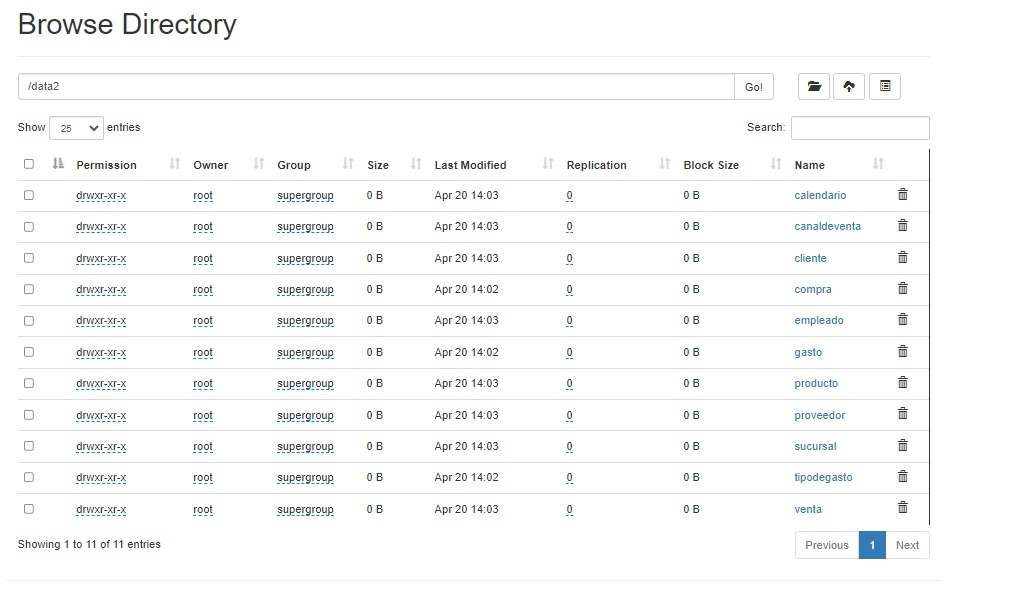 Browse Directory
/data2 Go!
Show 25 entries Search:
Permission Owner Group Size Last Modified Replication Block Size Name
drwxr-xr-x root supergroup 0 B Apr 20 14:03 0 0 B calendario
drwxr-xr-x root supergroup 0 B Apr 20 14:03 0 0 B canaldeventa
drwxr-xr-x root supergroup 0 B Apr 20 14:03 0 0 B cliente
drwxr-xr-x root supergroup 0 B Apr 20 14:02 0 0 B compra
drwxr-xr-x root supergroup 0 B Apr 20 14:03 0 0 B empleado
drwxr-xr-x root supergroup 0 B Apr 20 14:02 0 0 B gasto
drwxr-xr-x root supergroup 0 B Apr 20 14:03 0 0 B producto
drwxr-xr-x root supergroup 0 B Apr 20 14:03 0 0 B proveedor
drwxr-xr-x root supergroup 0 B Apr 20 14:03 0 0 B sucursal
drwxr-xr-x root supergroup 0 B Apr 20 14:02 0 0 B tipodegasto
drwxr-xr-x root supergroup 0 B Apr 20 14:03 0 0 B venta
Showing 1 to 11 of 11 entries Previous 1 Next